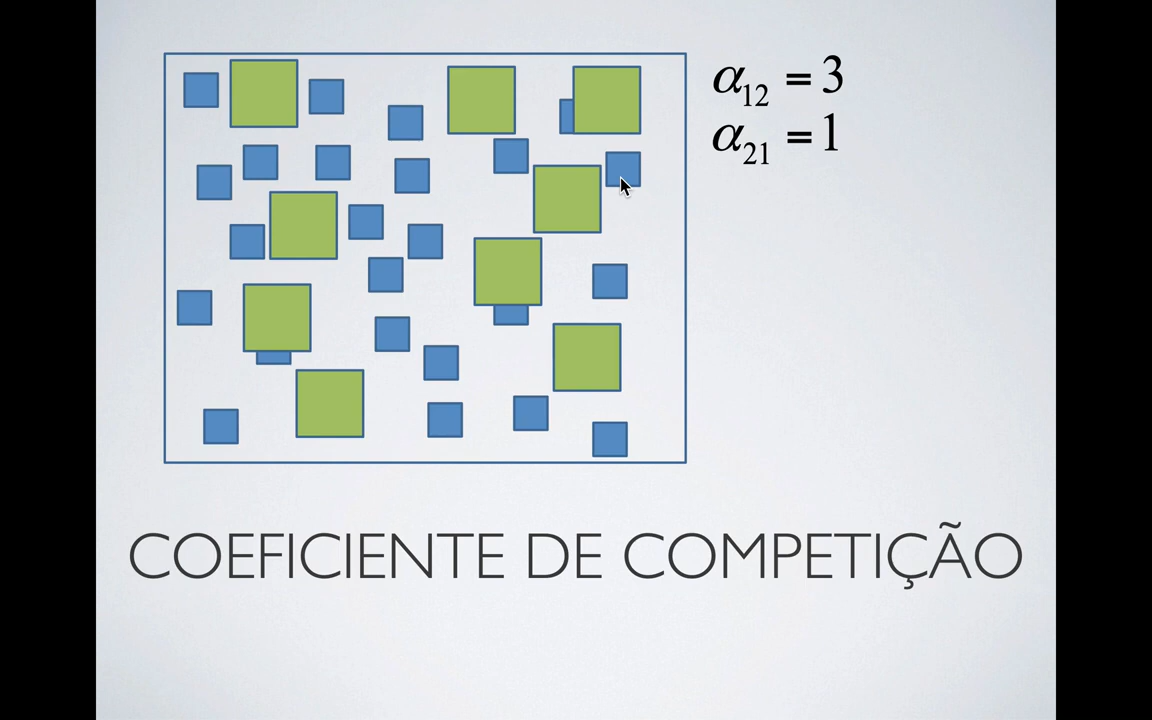 α12 = 3
α21 = 1
COEFICIENTE DE COMPETIÇÃO